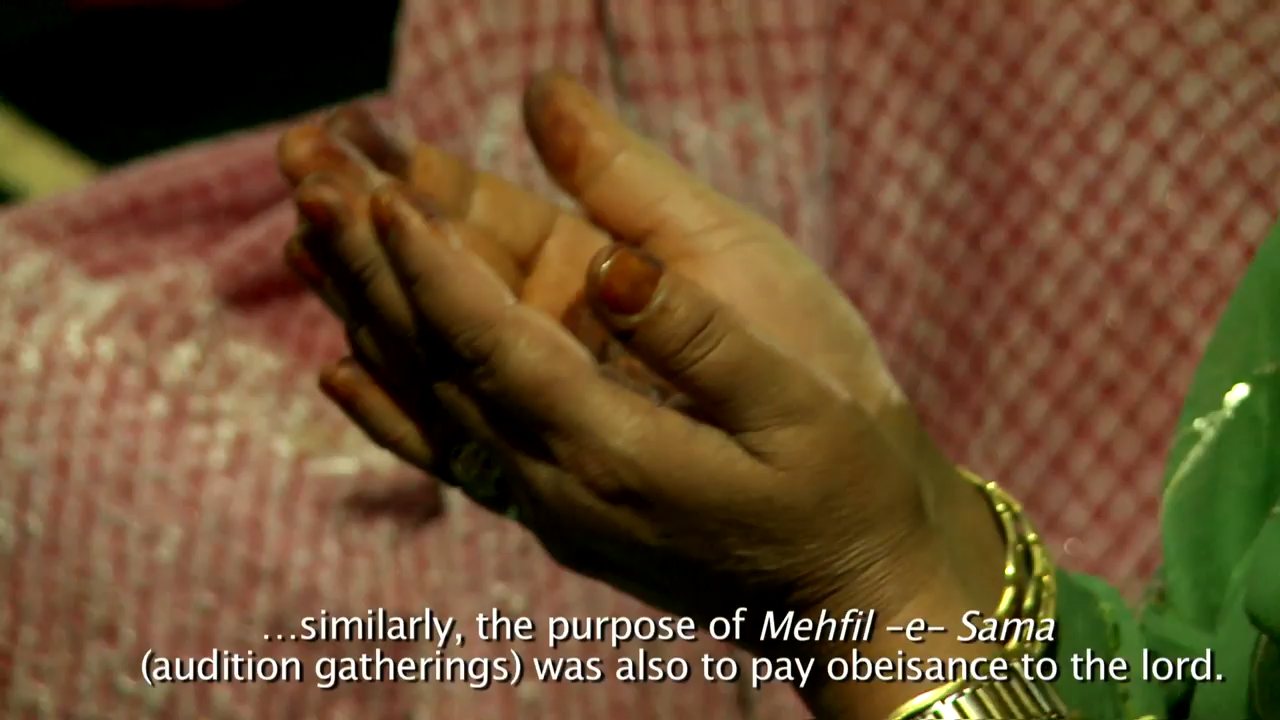 …similarly, the purpose of Mehfil -e- Sama
(audition gatherings) was also to pay obeisance to the lord.